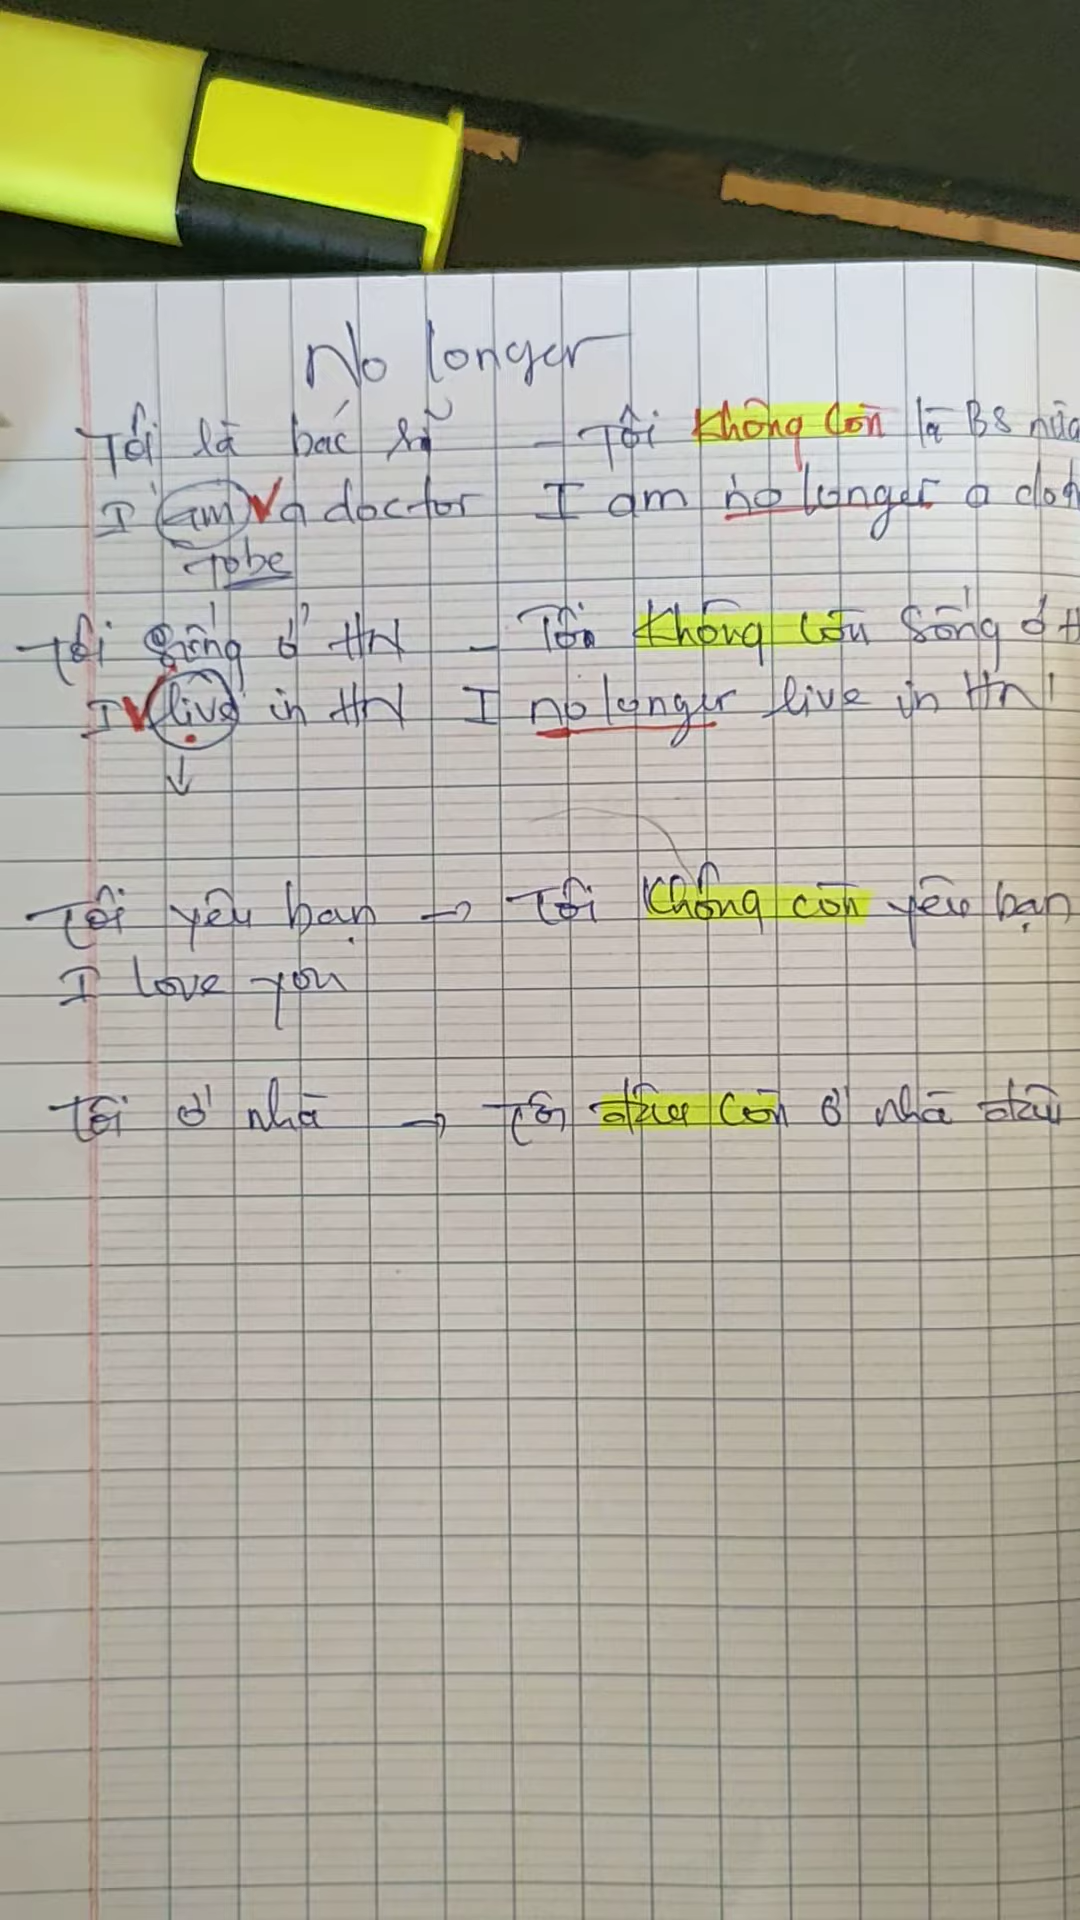 No longer
Tôi là bác sĩ - Tôi không còn là BS nữa
I am a doctor I am no longer a doct
To be
Tôi sống ở HN - Tôi không còn sống ở H
I live in HN I no longer live in HN
Tôi yêu bạn → Tôi không còn yêu bạn
I love you
Tôi ở nhà → Tôi đâu còn ở nhà đâu